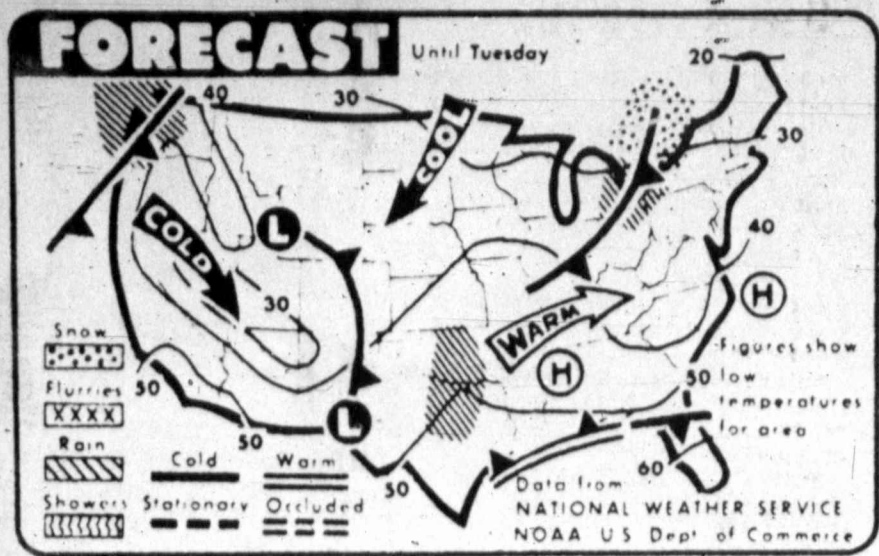 FORECAST Until Tuesday
20
40 30
COOL
30
COLD
L
40
30
H
WARM
H
Snow
Flurries
Rain
Showers
50
50
L
Cold Warm
Stationary Occluded
50
60
50
Figures show
low
temperatures
for area
Data from
NATIONAL WEATHER SERVICE
NOAA US Dept of Commerce